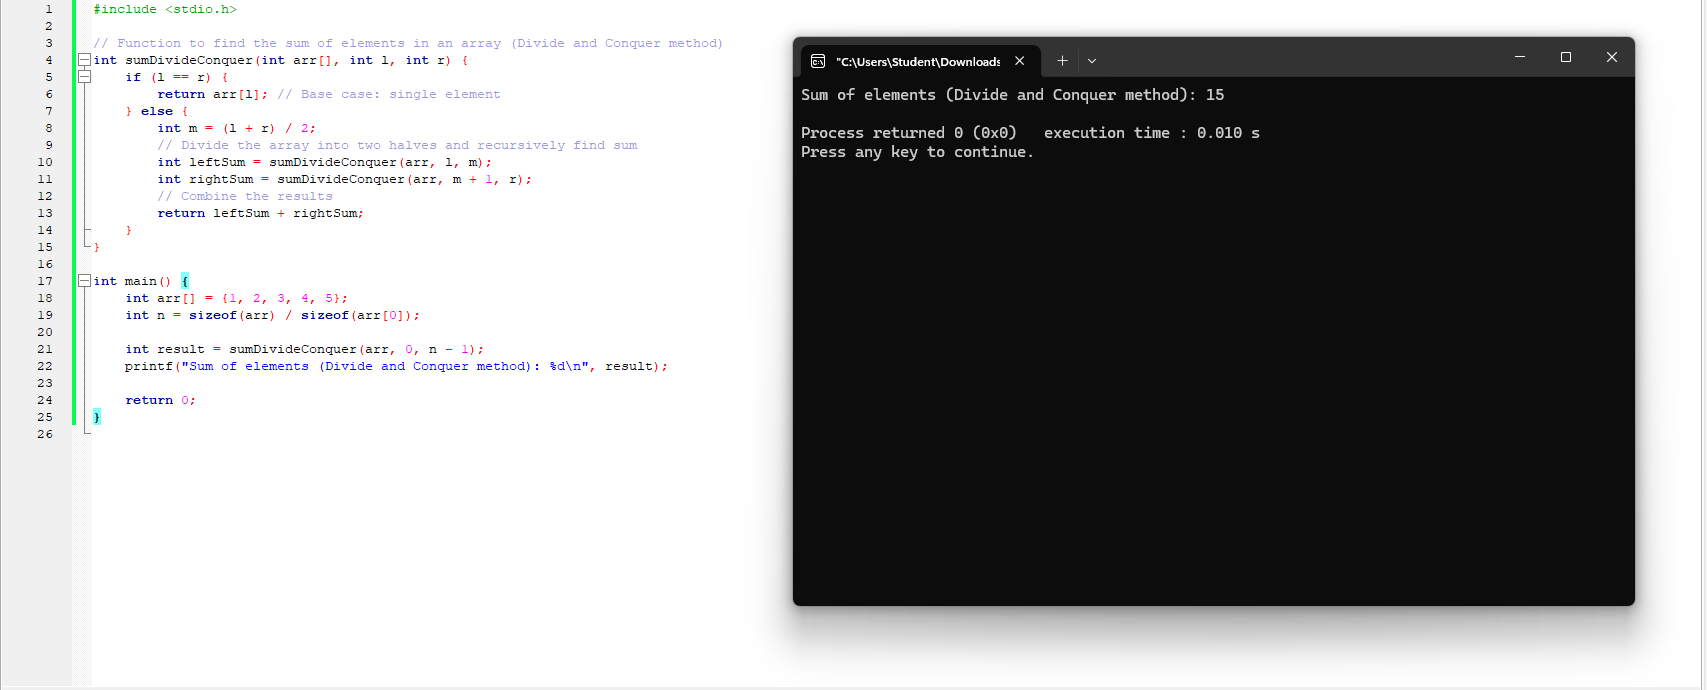 1 #include <stdio.h>
2
3 // Function to find the sum of elements in an array (Divide and Conquer method)
4 int sumDivideConquer(int arr[], int l, int r) {
5     if (l == r) {
6         return arr[l]; // Base case: single element
7     } else {
8         int m = (l + r) / 2;
9         // Divide the array into two halves and recursively find sum
10         int leftSum = sumDivideConquer(arr, l, m);
11         int rightSum = sumDivideConquer(arr, m + 1, r);
12         // Combine the results
13         return leftSum + rightSum;
14     }
15 }
16
17 int main() {
18     int arr[] = {1, 2, 3, 4, 5};
19     int n = sizeof(arr) / sizeof(arr[0]);
20
21     int result = sumDivideConquer(arr, 0, n - 1);
22     printf("Sum of elements (Divide and Conquer method): %d\n", result);
23
24     return 0;
25 }
26
"C:\Users\Student\Downloads
Sum of elements (Divide and Conquer method): 15
Process returned 0 (0x0)   execution time : 0.010 s
Press any key to continue.